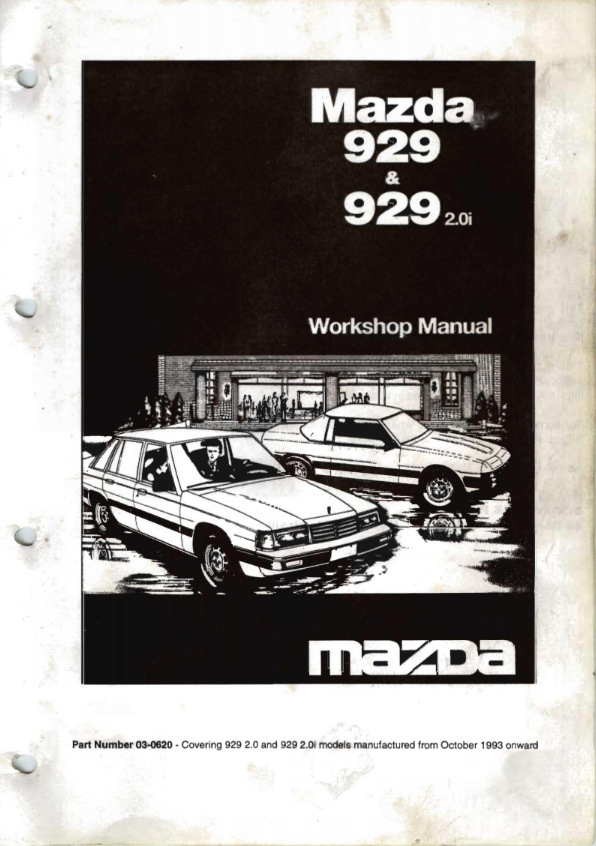 Mazda
929
&
929 2.0i
Workshop Manual
mazda
Part Number 03-0620 - Covering 929 2.0 and 929 2.0i models manufactured from October 1993 onward